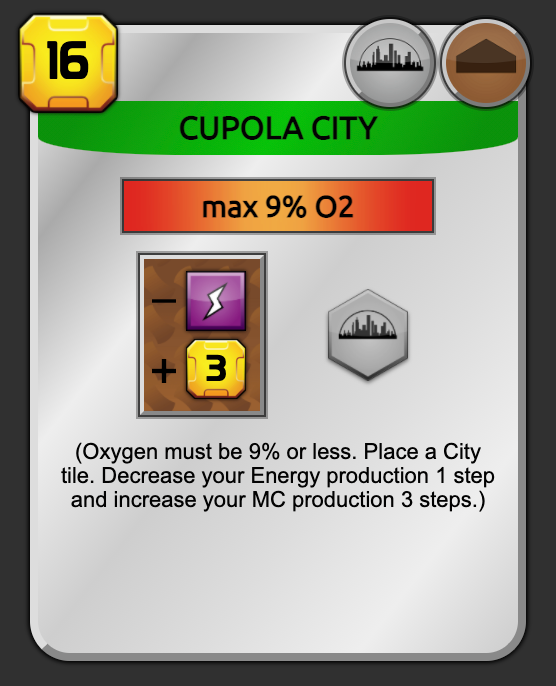 16
CUPOLA CITY
max 9% O2
−
+ 3
(Oxygen must be 9% or less. Place a City
tile. Decrease your Energy production 1 step
and increase your MC production 3 steps.)